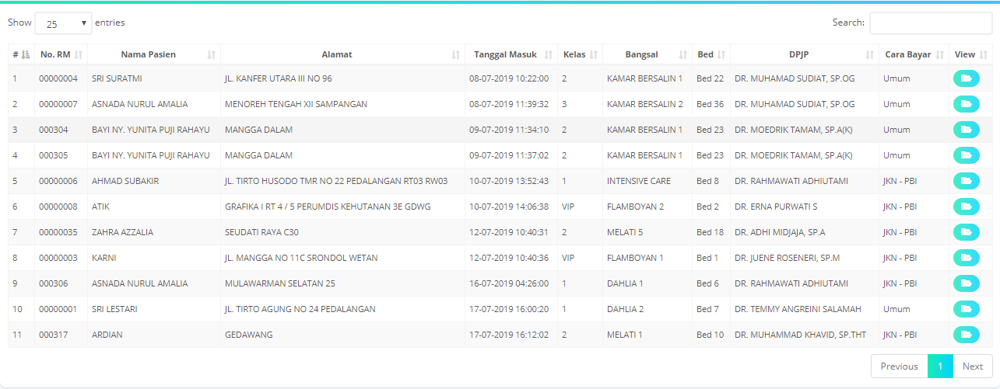 Show 25 entries Search:
# No. RM Nama Pasien Alamat Tanggal Masuk Kelas Bangsal Bed DPJP Cara Bayar View
1 00000004 SRI SURATMI JL. KANFER UTARA III NO 96 08-07-2019 10:22:00 2 KAMAR BERSALIN 1 Bed 22 DR. MUHAMAD SUDIAT, SP.OG Umum
2 00000007 ASNADA NURUL AMALIA MENOREH TENGAH XII SAMPANGAN 08-07-2019 11:39:32 3 KAMAR BERSALIN 2 Bed 36 DR. MUHAMAD SUDIAT, SP.OG Umum
3 000304 BAYI NY. YUNITA PUJI RAHAYU MANGGA DALAM 09-07-2019 11:34:10 2 KAMAR BERSALIN 1 Bed 23 DR. MOEDRIK TAMAM, SP.A(K) Umum
4 000305 BAYI NY. YUNITA PUJI RAHAYU MANGGA DALAM 09-07-2019 11:37:02 2 KAMAR BERSALIN 1 Bed 23 DR. MOEDRIK TAMAM, SP.A(K) Umum
5 00000006 AHMAD SUBAKIR JL. TIRTO HUSODO TMR NO 22 PEDALANGAN RT03 RW03 10-07-2019 13:52:43 1 INTENSIVE CARE Bed 8 DR. RAHMAWATI ADHIUTAMI JKN - PBI
6 00000008 ATIK GRAFIKA I RT 4 / 5 PERUMDIS KEHUTANAN 3E GDWG 10-07-2019 14:06:38 VIP FLAMBOYAN 2 Bed 2 DR. ERNA PURWATI S JKN - PBI
7 00000035 ZAHRA AZZALIA SEUDATI RAYA C30 12-07-2019 10:40:31 2 MELATI 5 Bed 18 DR. ADHI MIDJAJA, SP.A JKN - PBI
8 00000003 KARNI JL. MANGGA NO 11C SRONDOL WETAN 12-07-2019 10:40:36 VIP FLAMBOYAN 1 Bed 1 DR. JUENE ROSENERI, SP.M JKN - PBI
9 000306 ASNADA NURUL AMALIA MULAWARMAN SELATAN 25 16-07-2019 04:26:00 1 DAHLIA 1 Bed 6 DR. RAHMAWATI ADHIUTAMI JKN - PBI
10 00000001 SRI LESTARI JL. TIRTO AGUNG NO 24 PEDALANGAN 17-07-2019 16:00:20 1 DAHLIA 2 Bed 7 DR. TEMMY ANGREINI SALAMAH Umum
11 000317 ARDIAN GEDAWANG 17-07-2019 16:12:02 2 MELATI 1 Bed 10 DR. MUHAMMAD KHAVID, SP.THT JKN - PBI
Previous 1 Next